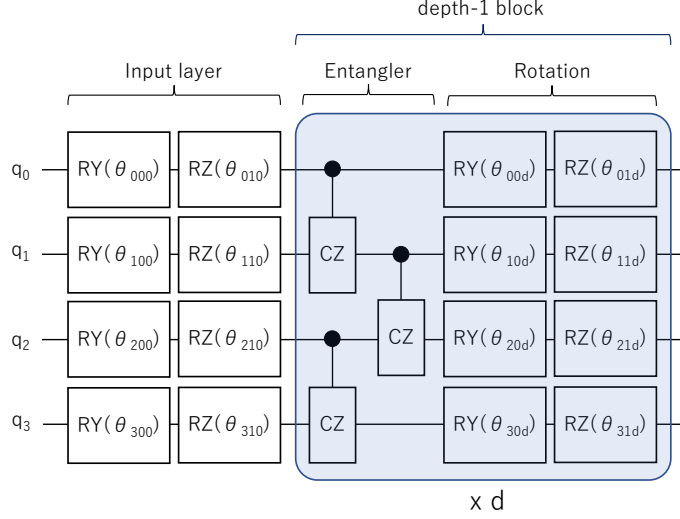 depth-1 block
Input layer Entangler Rotation
q0 RY(θ000) RZ(θ010) RY(θ00d) RZ(θ01d)
q1 RY(θ100) RZ(θ110) CZ RY(θ10d) RZ(θ11d)
q2 RY(θ200) RZ(θ210) CZ RY(θ20d) RZ(θ21d)
q3 RY(θ300) RZ(θ310) CZ RY(θ30d) RZ(θ31d)
x d